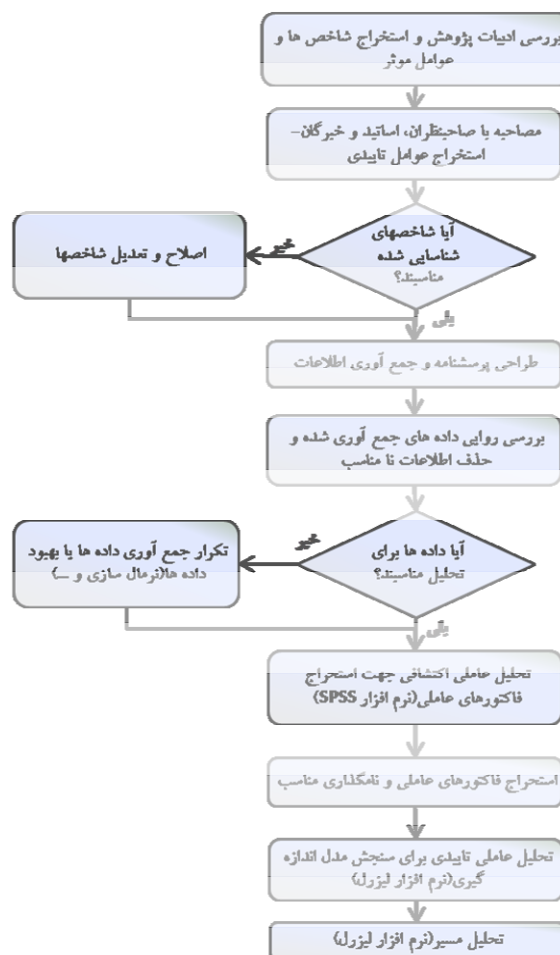 بررسی ادبیات پژوهش و استخراج شاخص ها و
عوامل موثر
مصاحبه با صاحبنظران، اساتید و خبرگان-
استخراج عوامل تاییدی
آیا شاخصهای
شناسایی شده
مناسبند؟
خیر
اصلاح و تعدیل شاخصها
بلی
طراحی پرسشنامه و جمع آوری اطلاعات
بررسی روایی داده های جمع آوری شده و
حذف اطلاعات نا مناسب
آیا داده ها برای
تحلیل مناسبند؟
خیر
تکرار جمع آوری داده ها یا بهبود
داده ها(نرمال سازی و ...)
بلی
تحلیل عاملی اکتشافی جهت استحراج
فاکتورهای عاملی(نرم افزار SPSS)
استحراج فاکتورهای عاملی و نامگذاری مناسب
تحلیل عاملی تاییدی برای سنجش مدل اندازه
گیری(نرم افزار لیزرل)
تحلیل مسیر(نرم افزار لیزرل)